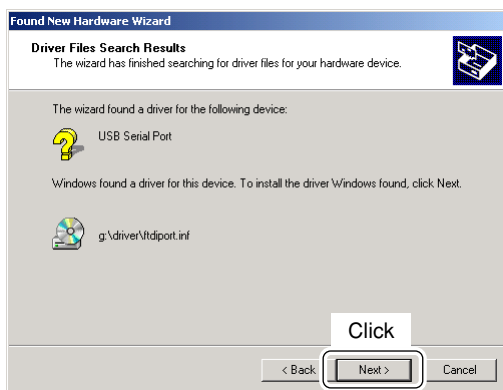 Found New Hardware Wizard
Driver Files Search Results
The wizard has finished searching for driver files for your hardware device.
The wizard found a driver for the following device:
USB Serial Port
Windows found a driver for this device. To install the driver Windows found, click Next.
g:\driver\ftdiport.inf
Click
< Back
Next >
Cancel